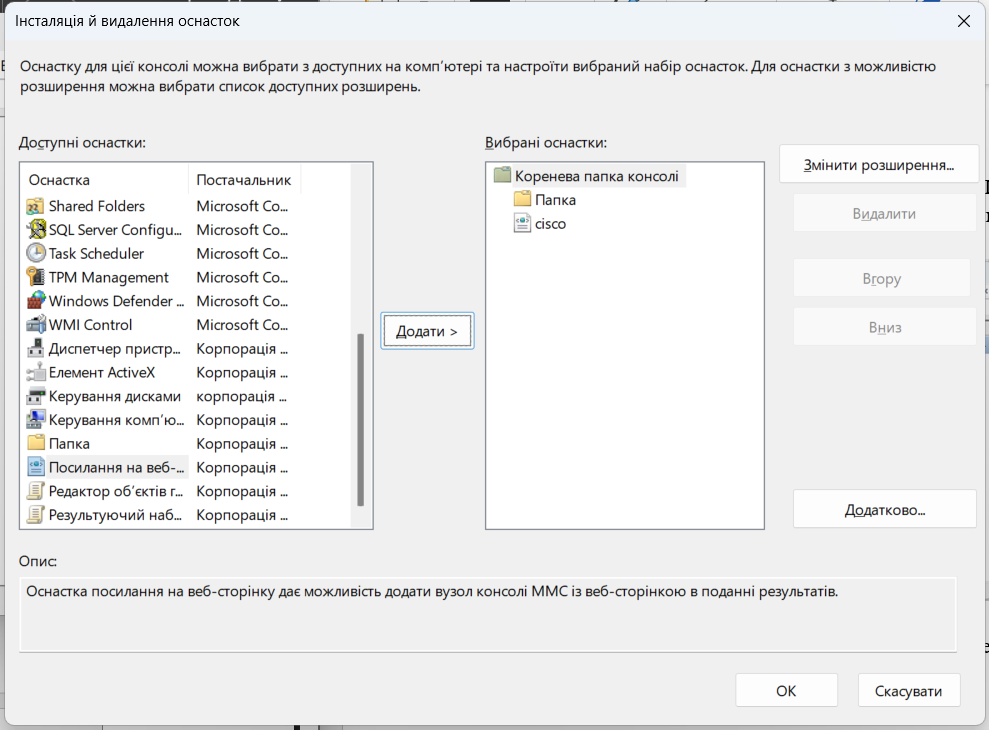 Інсталяція й видалення оснасток
Оснастку для цієї консолі можна вибрати з доступних на комп'ютері та настроїти вибраний набір оснасток. Для оснастки з можливістю
розширення можна вибрати список доступних розширень.
Доступні оснастки:
Оснастка Постачальник
Shared Folders Microsoft Co...
SQL Server Configu... Microsoft Co...
Task Scheduler Microsoft Co...
TPM Management Microsoft Co...
Windows Defender ... Microsoft Co...
WMI Control Microsoft Co...
Диспетчер пристр... Корпорація ...
Елемент ActiveX Корпорація ...
Керування дисками корпорація ...
Керування комп'ю... Корпорація ...
Папка Корпорація ...
Посилання на веб-... Корпорація ...
Редактор об'єктів г... Корпорація ...
Результуючий наб... Корпорація ...
Додати >
Вибрані оснастки:
Коренева папка консолі
Папка
cisco
Змінити розширення...
Видалити
Вгору
Вниз
Додатково...
Опис:
Оснастка посилання на веб-сторінку дає можливість додати вузол консолі MMC із веб-сторінкою в поданні результатів.
ОК
Скасувати